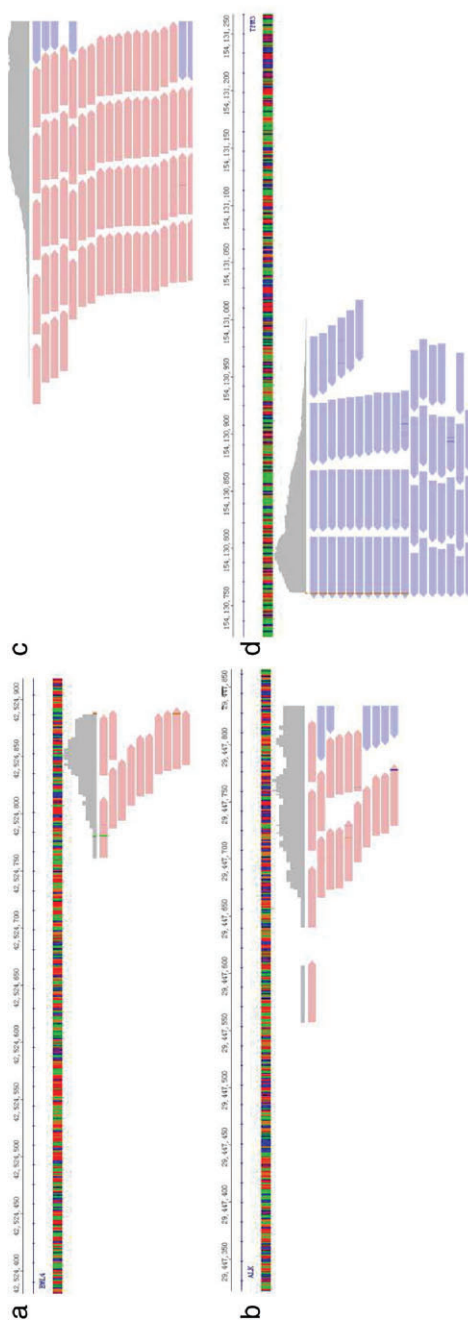 a
42,524,400 42,524,450 42,524,500 42,524,550 42,524,600 42,524,650 42,524,700 42,524,750 42,524,800 42,524,850 42,524,900
EML4
b
29,447,350 29,447,400 29,447,450 29,447,500 29,447,550 29,447,600 29,447,650 29,447,700 29,447,750 29,447,800 29,447,850
ALK
c
d
154,130,750 154,130,800 154,130,850 154,130,900 154,130,950 154,131,000 154,131,050 154,131,100 154,131,150 154,131,200 154,131,250
TPM3